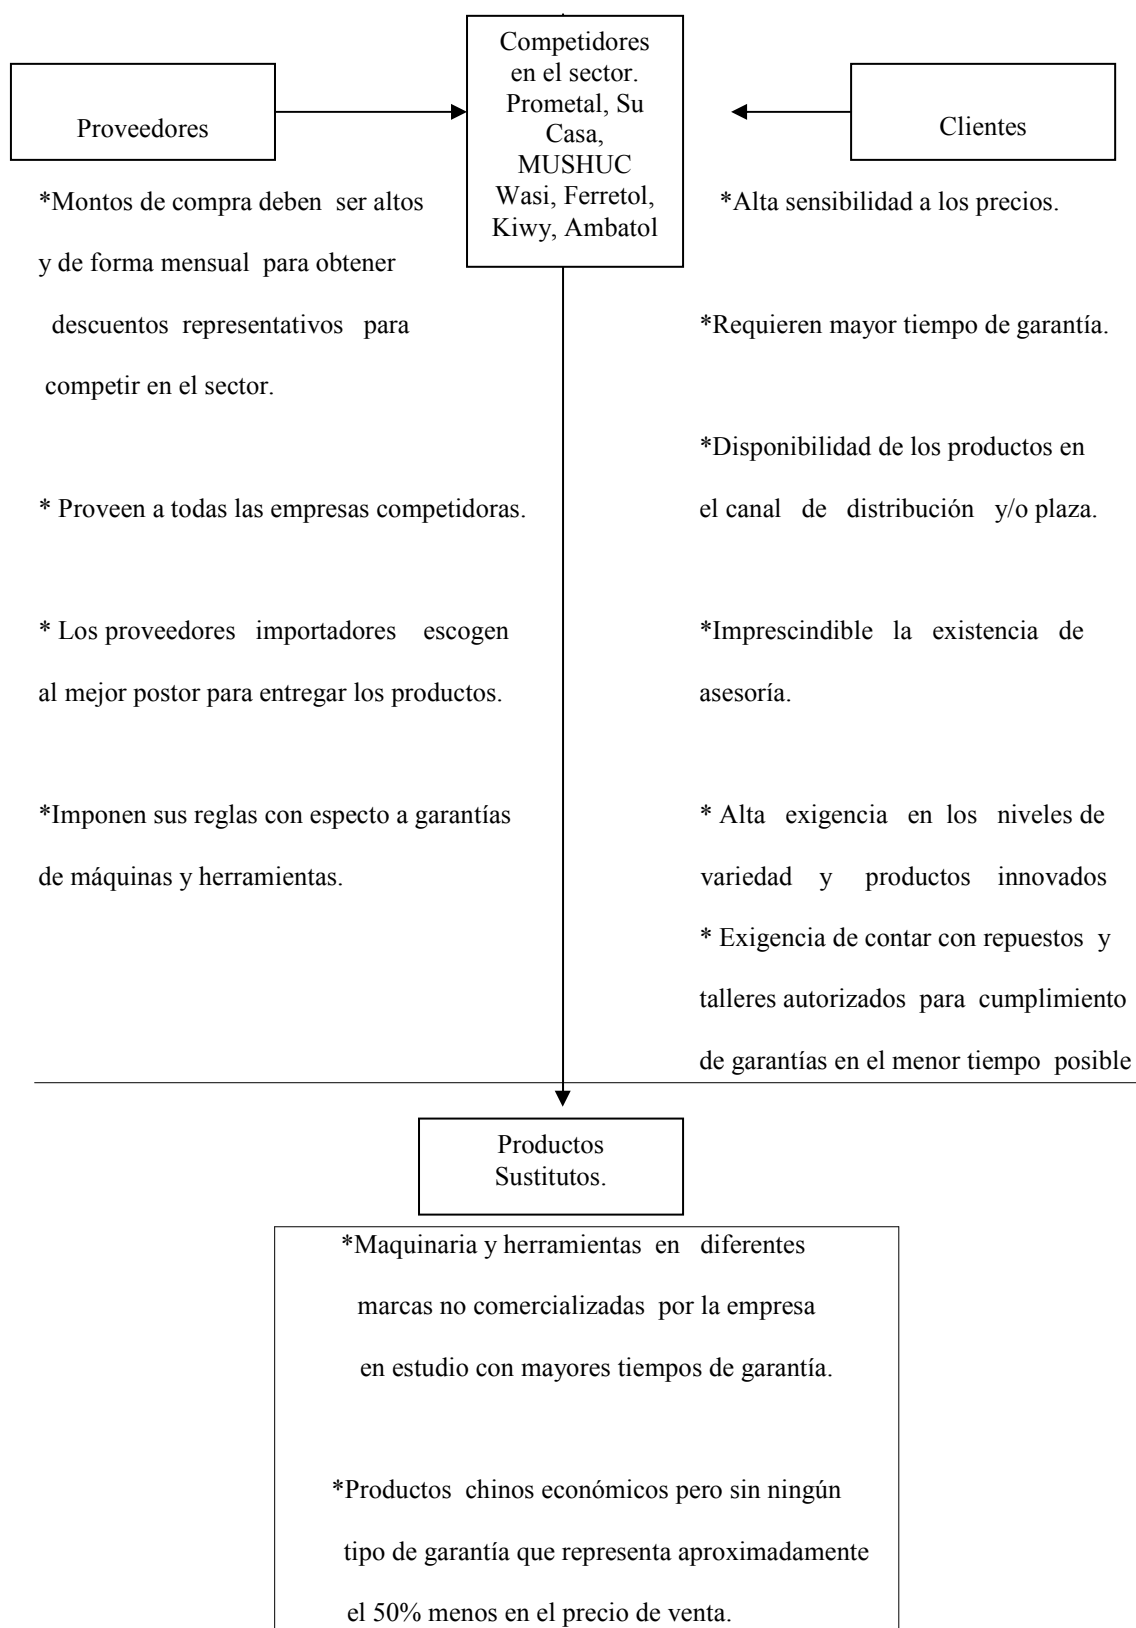 Competidores
en el sector.
Prometal, Su
Casa,
MUSHUC
Wasi, Ferretol,
Kiwy, Ambatol
Proveedores
Clientes
*Montos de compra deben ser altos
y de forma mensual para obtener
descuentos representativos para
competir en el sector.
* Proveen a todas las empresas competidoras.
* Los proveedores importadores escogen
al mejor postor para entregar los productos.
*Imponen sus reglas con especto a garantías
de máquinas y herramientas.
*Alta sensibilidad a los precios.
*Requieren mayor tiempo de garantía.
*Disponibilidad de los productos en
el canal de distribución y/o plaza.
*Imprescindible la existencia de
asesoría.
* Alta exigencia en los niveles de
variedad y productos innovados
* Exigencia de contar con repuestos y
talleres autorizados para cumplimiento
de garantías en el menor tiempo posible
Productos
Sustitutos.
*Maquinaria y herramientas en diferentes
marcas no comercializadas por la empresa
en estudio con mayores tiempos de garantía.
*Productos chinos económicos pero sin ningún
tipo de garantía que representa aproximadamente
el 50% menos en el precio de venta.